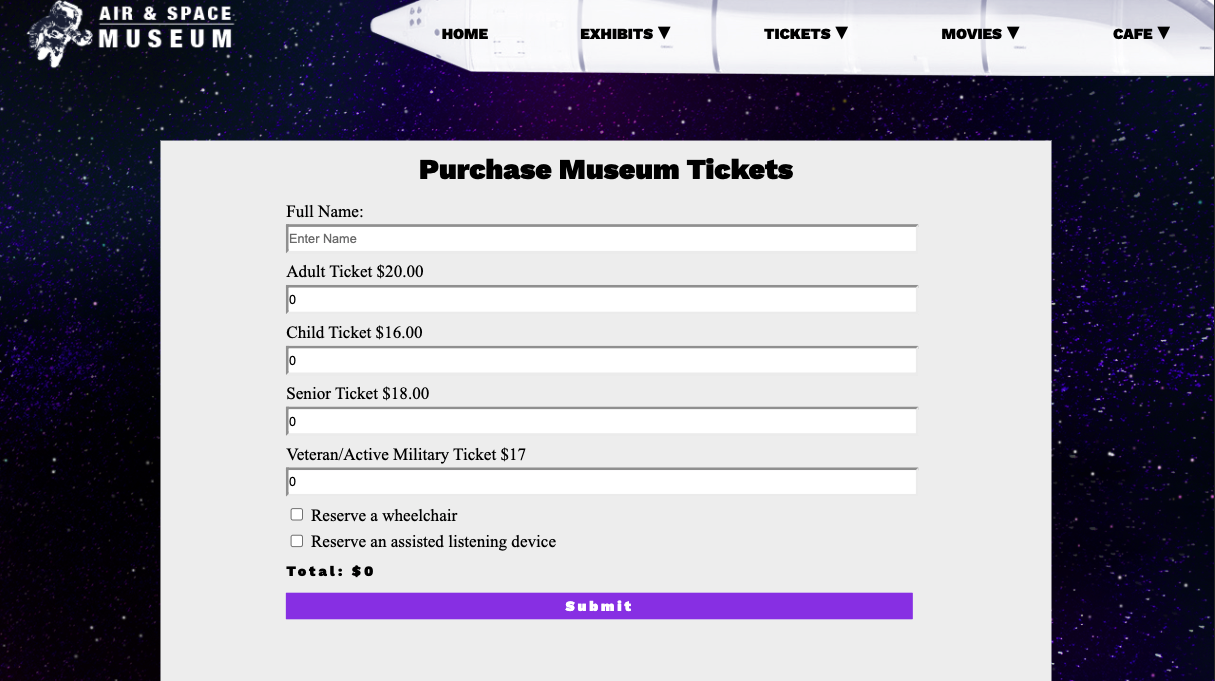 AIR & SPACE
MUSEUM
HOME EXHIBITS ▼ TICKETS ▼ MOVIES ▼ CAFE ▼
Purchase Museum Tickets
Full Name:
Enter Name
Adult Ticket $20.00
0
Child Ticket $16.00
0
Senior Ticket $18.00
0
Veteran/Active Military Ticket $17
0
Reserve a wheelchair
Reserve an assisted listening device
Total: $0
Submit